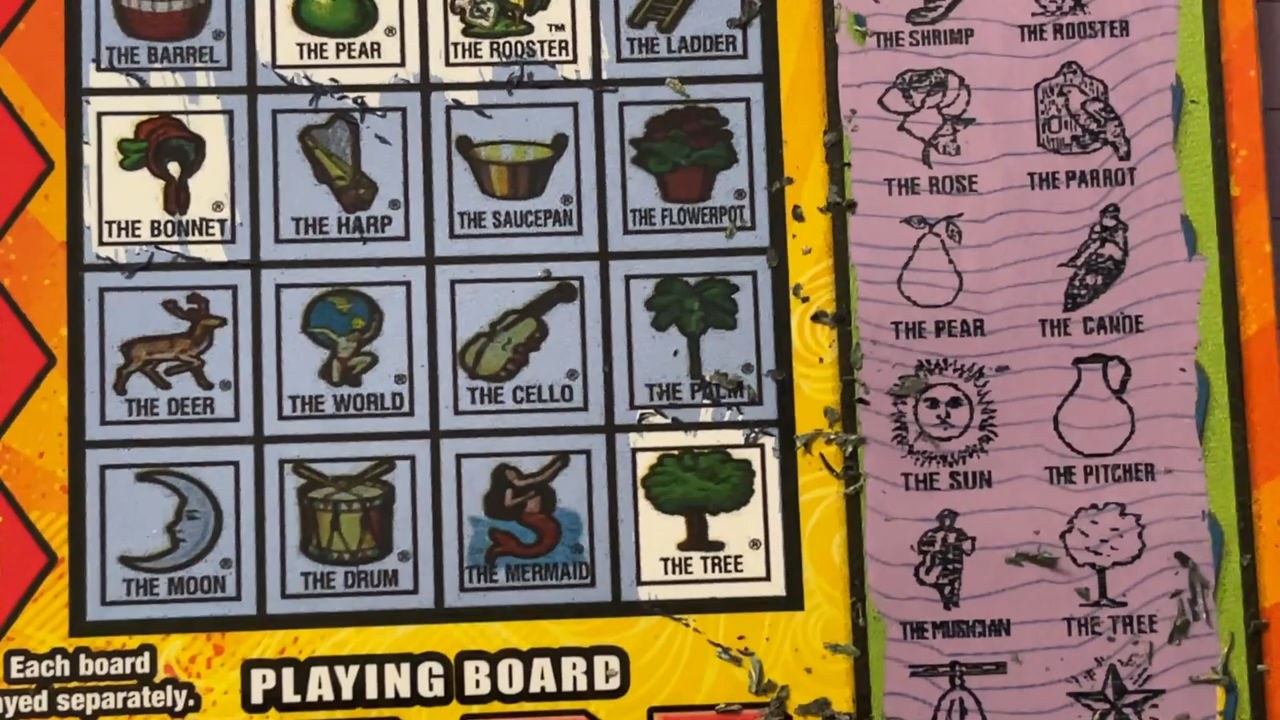 THE BARREL ®
THE PEAR ®
THE ROOSTER ™
THE LADDER ®
THE BONNET ®
THE HARP ®
THE SAUCEPAN ®
THE FLOWERPOT ®
THE DEER ®
THE WORLD ®
THE CELLO ®
THE PALM ®
THE MOON ®
THE DRUM ®
THE MERMAID ®
THE TREE ®
Each board
yed separately.
PLAYING BOARD
THE SHRIMP
THE ROOSTER
THE ROSE
THE PARROT
THE PEAR
THE CANOE
THE SUN
THE PITCHER
THE MUSICIAN
THE TREE